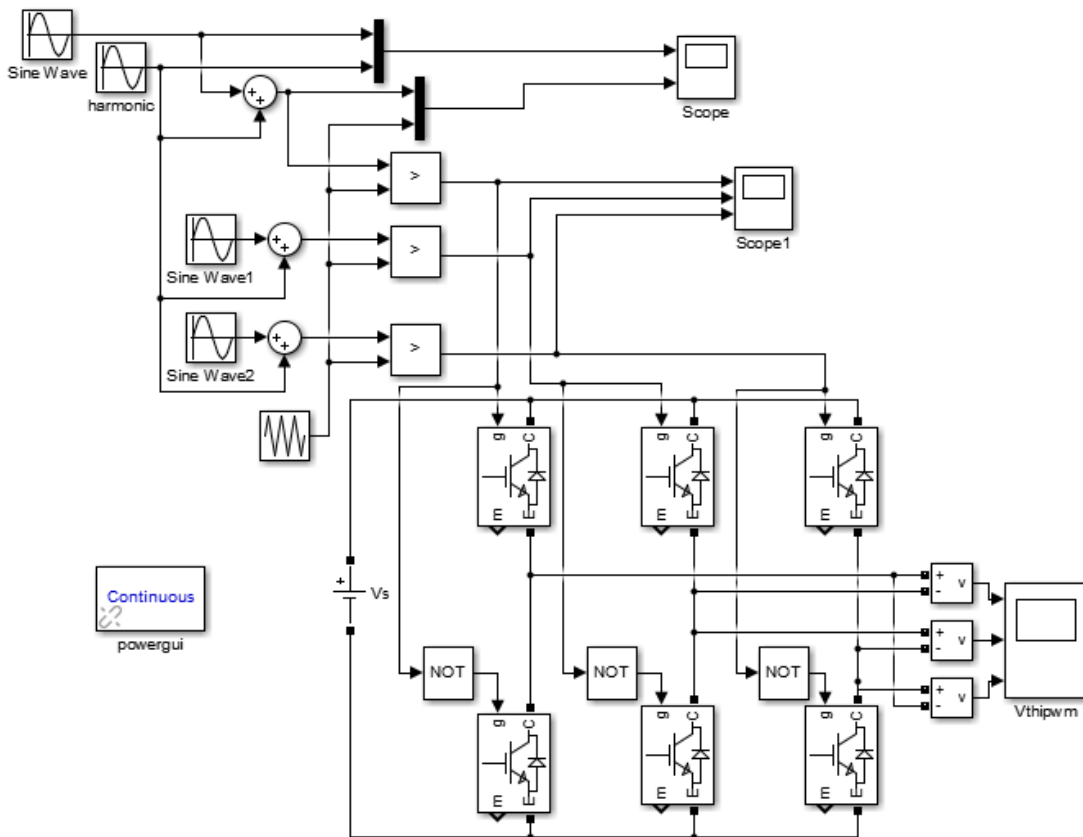 Sine Wave
harmonic
+
+
Scope
>
Scope1
Sine Wave1
+
+
>
Sine Wave2
+
+
>
g C
m E
g C
m E
g C
m E
Continuous
powergui
+
Vs
+
-
v
+
-
v
+
-
v
Vthipwm
NOT
NOT
NOT
g C
m E
g C
m E
g C
m E